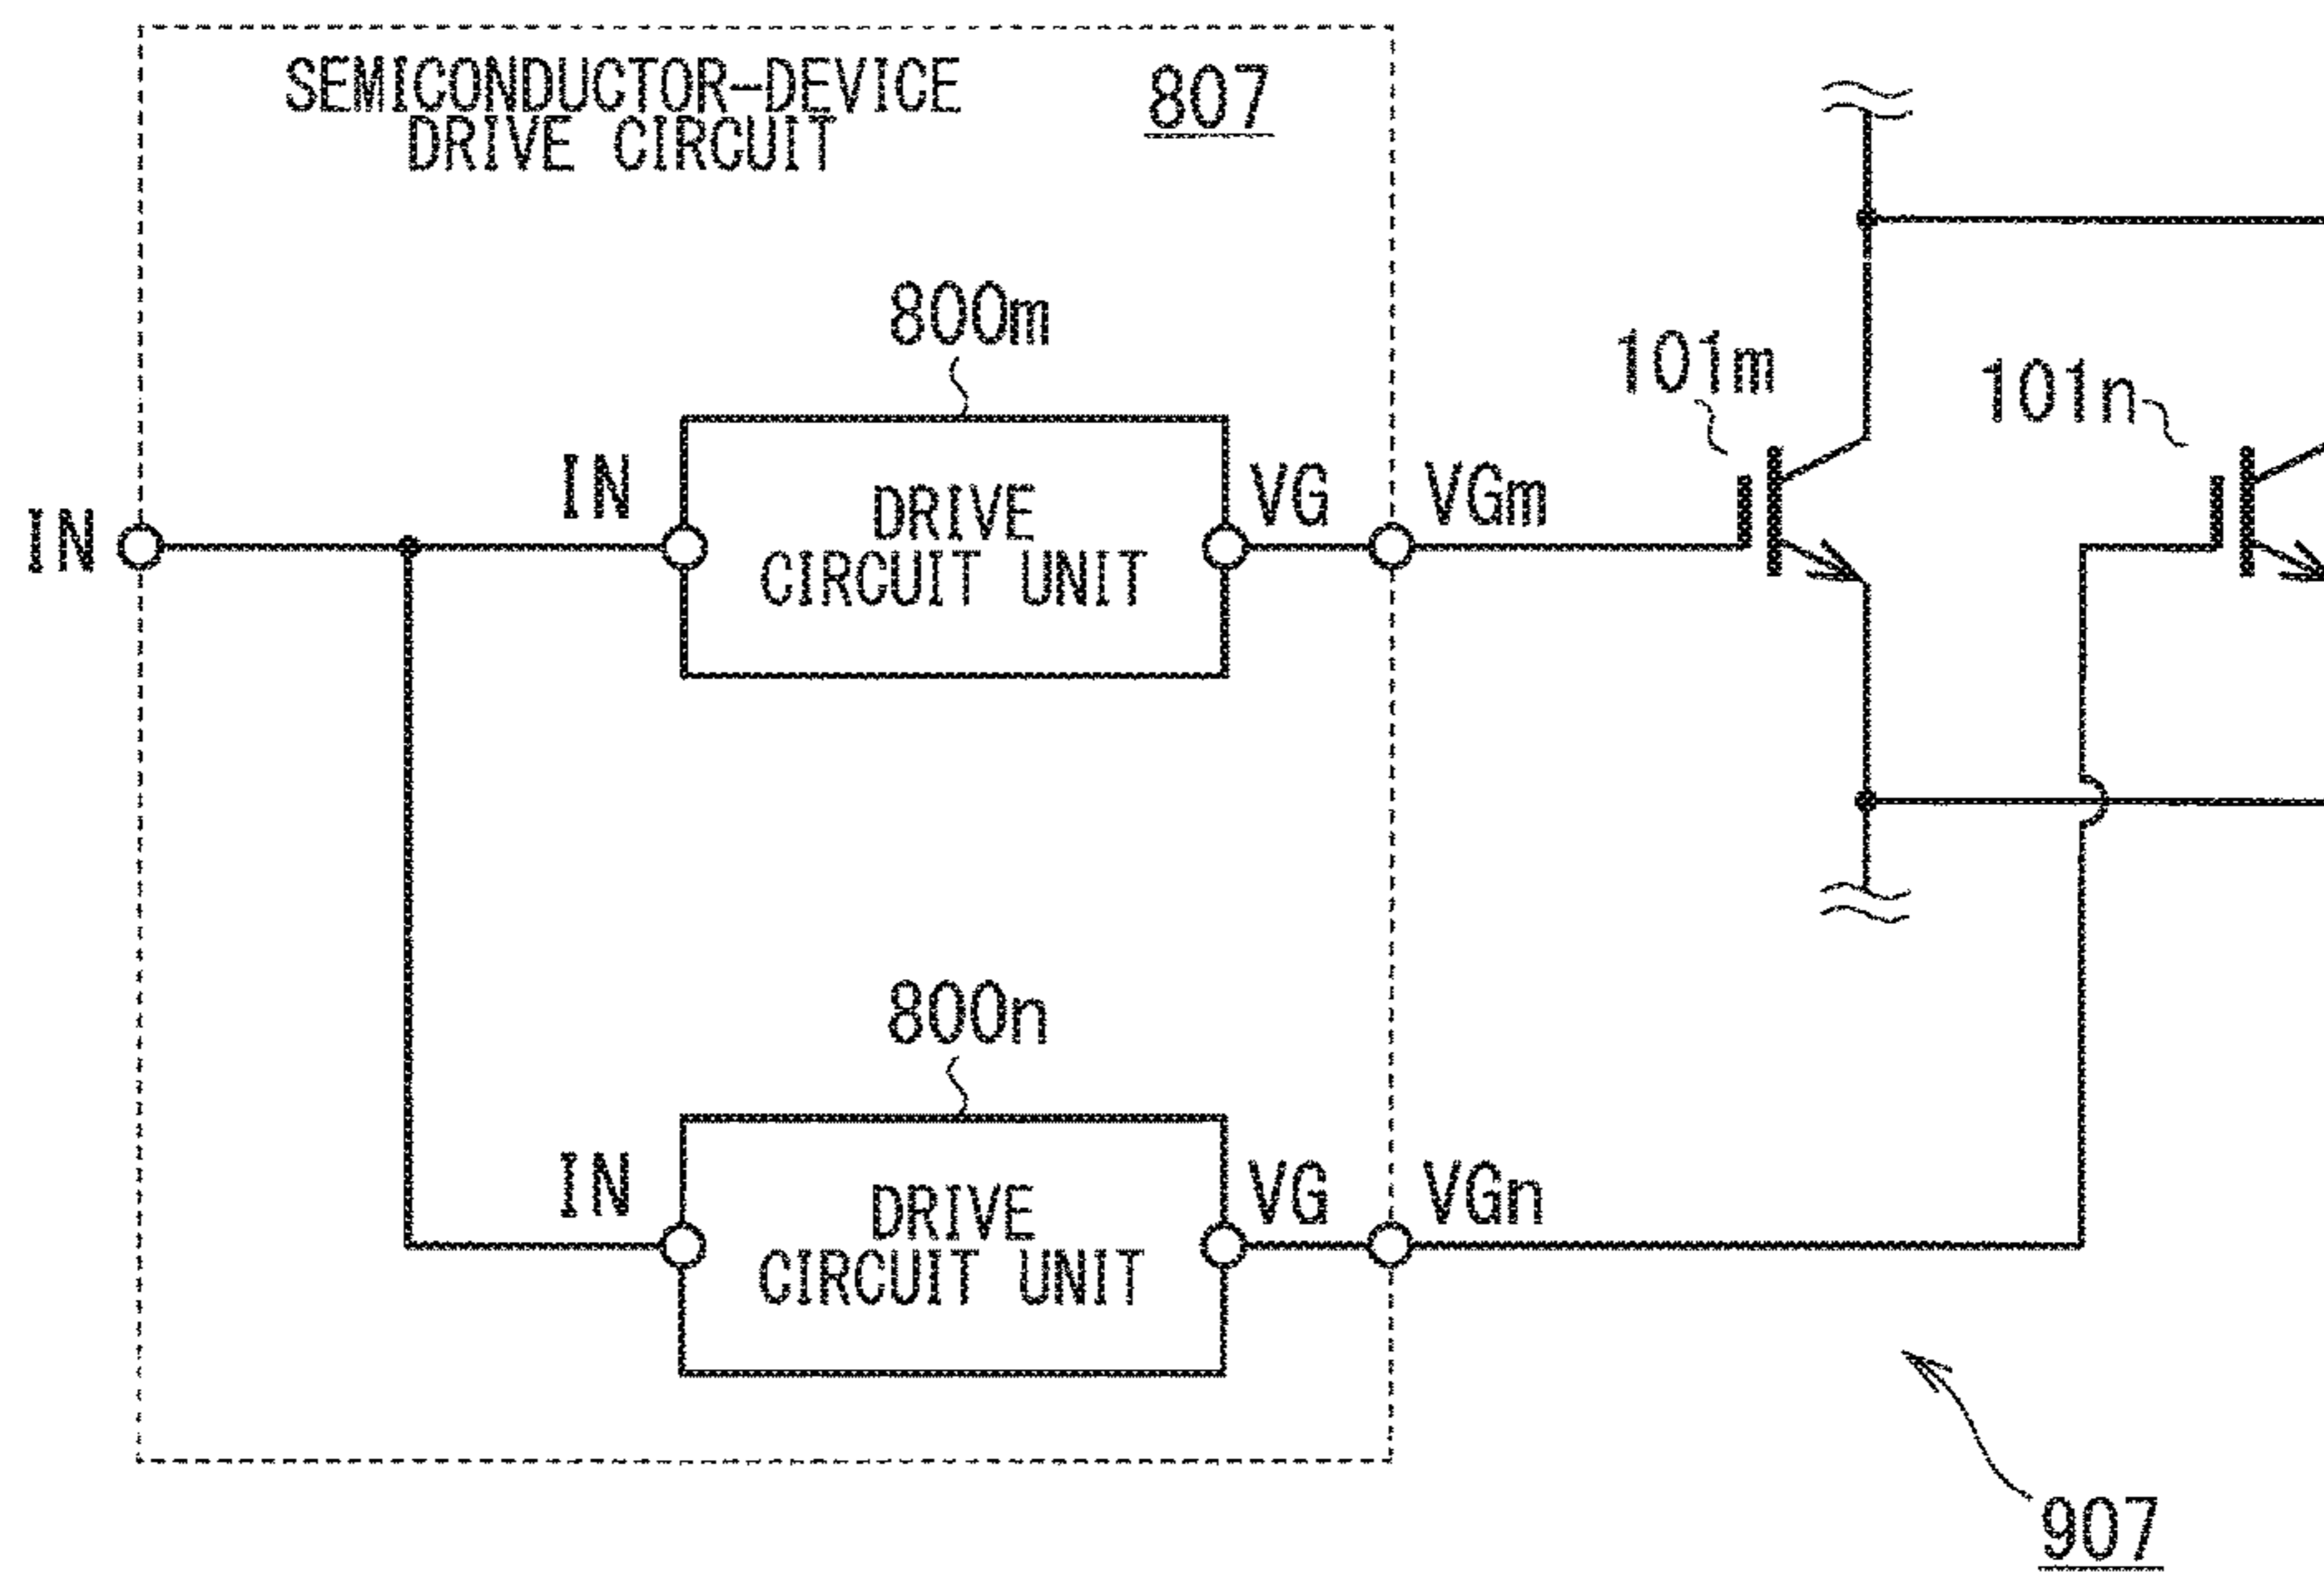 SEMICONDUCTOR-DEVICE
DRIVE CIRCUIT
807
800m
101m
101n
IN
IN
DRIVE
CIRCUIT UNIT
VG
VGm
800n
IN
DRIVE
CIRCUIT UNIT
VG
VGn
907